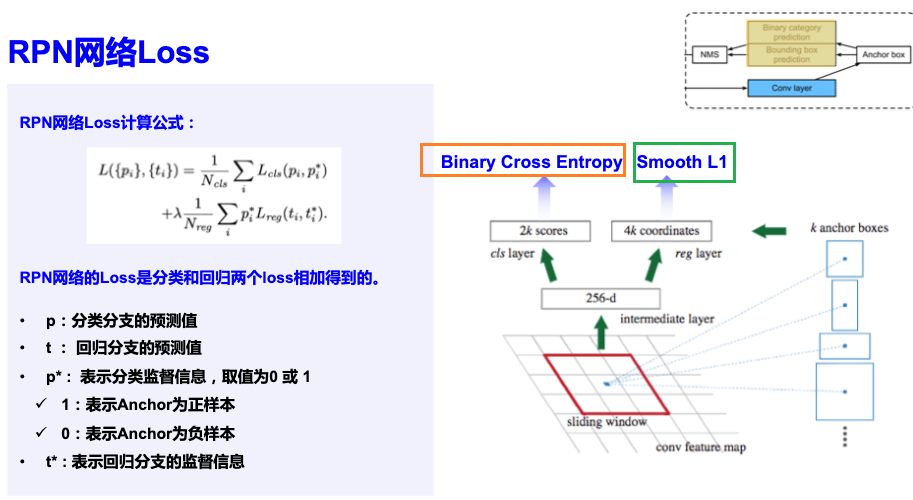 RPN网络Loss
Binary category
prediction
Bounding box
prediction
NMS
Anchor box
Conv layer
RPN网络Loss计算公式：
L({p_i}, {t_i}) = \frac{1}{N_{cls}} \sum_i L_{cls}(p_i, p_i^*)
+λ \frac{1}{N_{reg}} \sum_i p_i^* L_{reg}(t_i, t_i^*).
RPN网络的Loss是分类和回归两个loss相加得到的。
• p：分类分支的预测值
• t ： 回归分支的预测值
• p*： 表示分类监督信息，取值为0 或 1
✓ 1：表示Anchor为正样本
✓ 0：表示Anchor为负样本
• t*：表示回归分支的监督信息
Binary Cross Entropy
Smooth L1
2k scores
4k coordinates
k anchor boxes
cls layer
reg layer
256-d
intermediate layer
sliding window
conv feature map